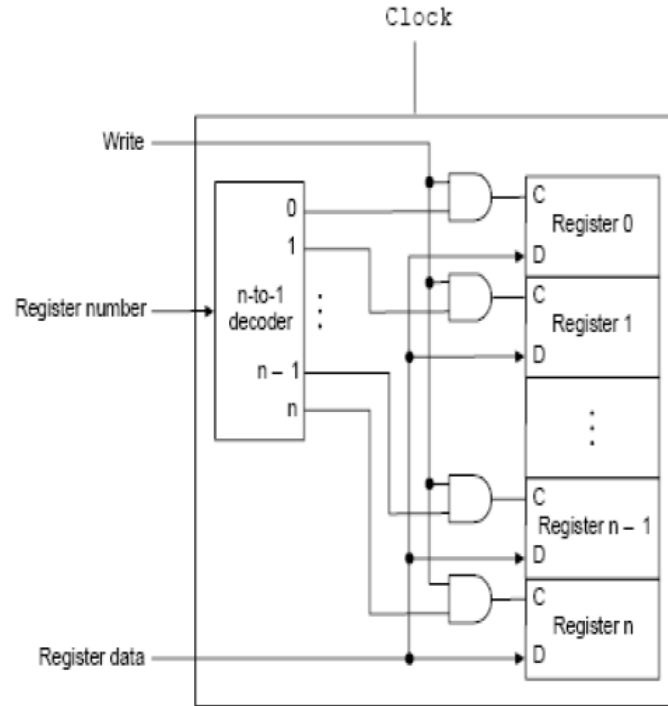 Clock
Write
0
C
Register 0
1
D
n-to-1
decoder
⋮
Register number
C
Register 1
D
n – 1
n
⋮
C
Register n – 1
D
C
Register n
Register data
D